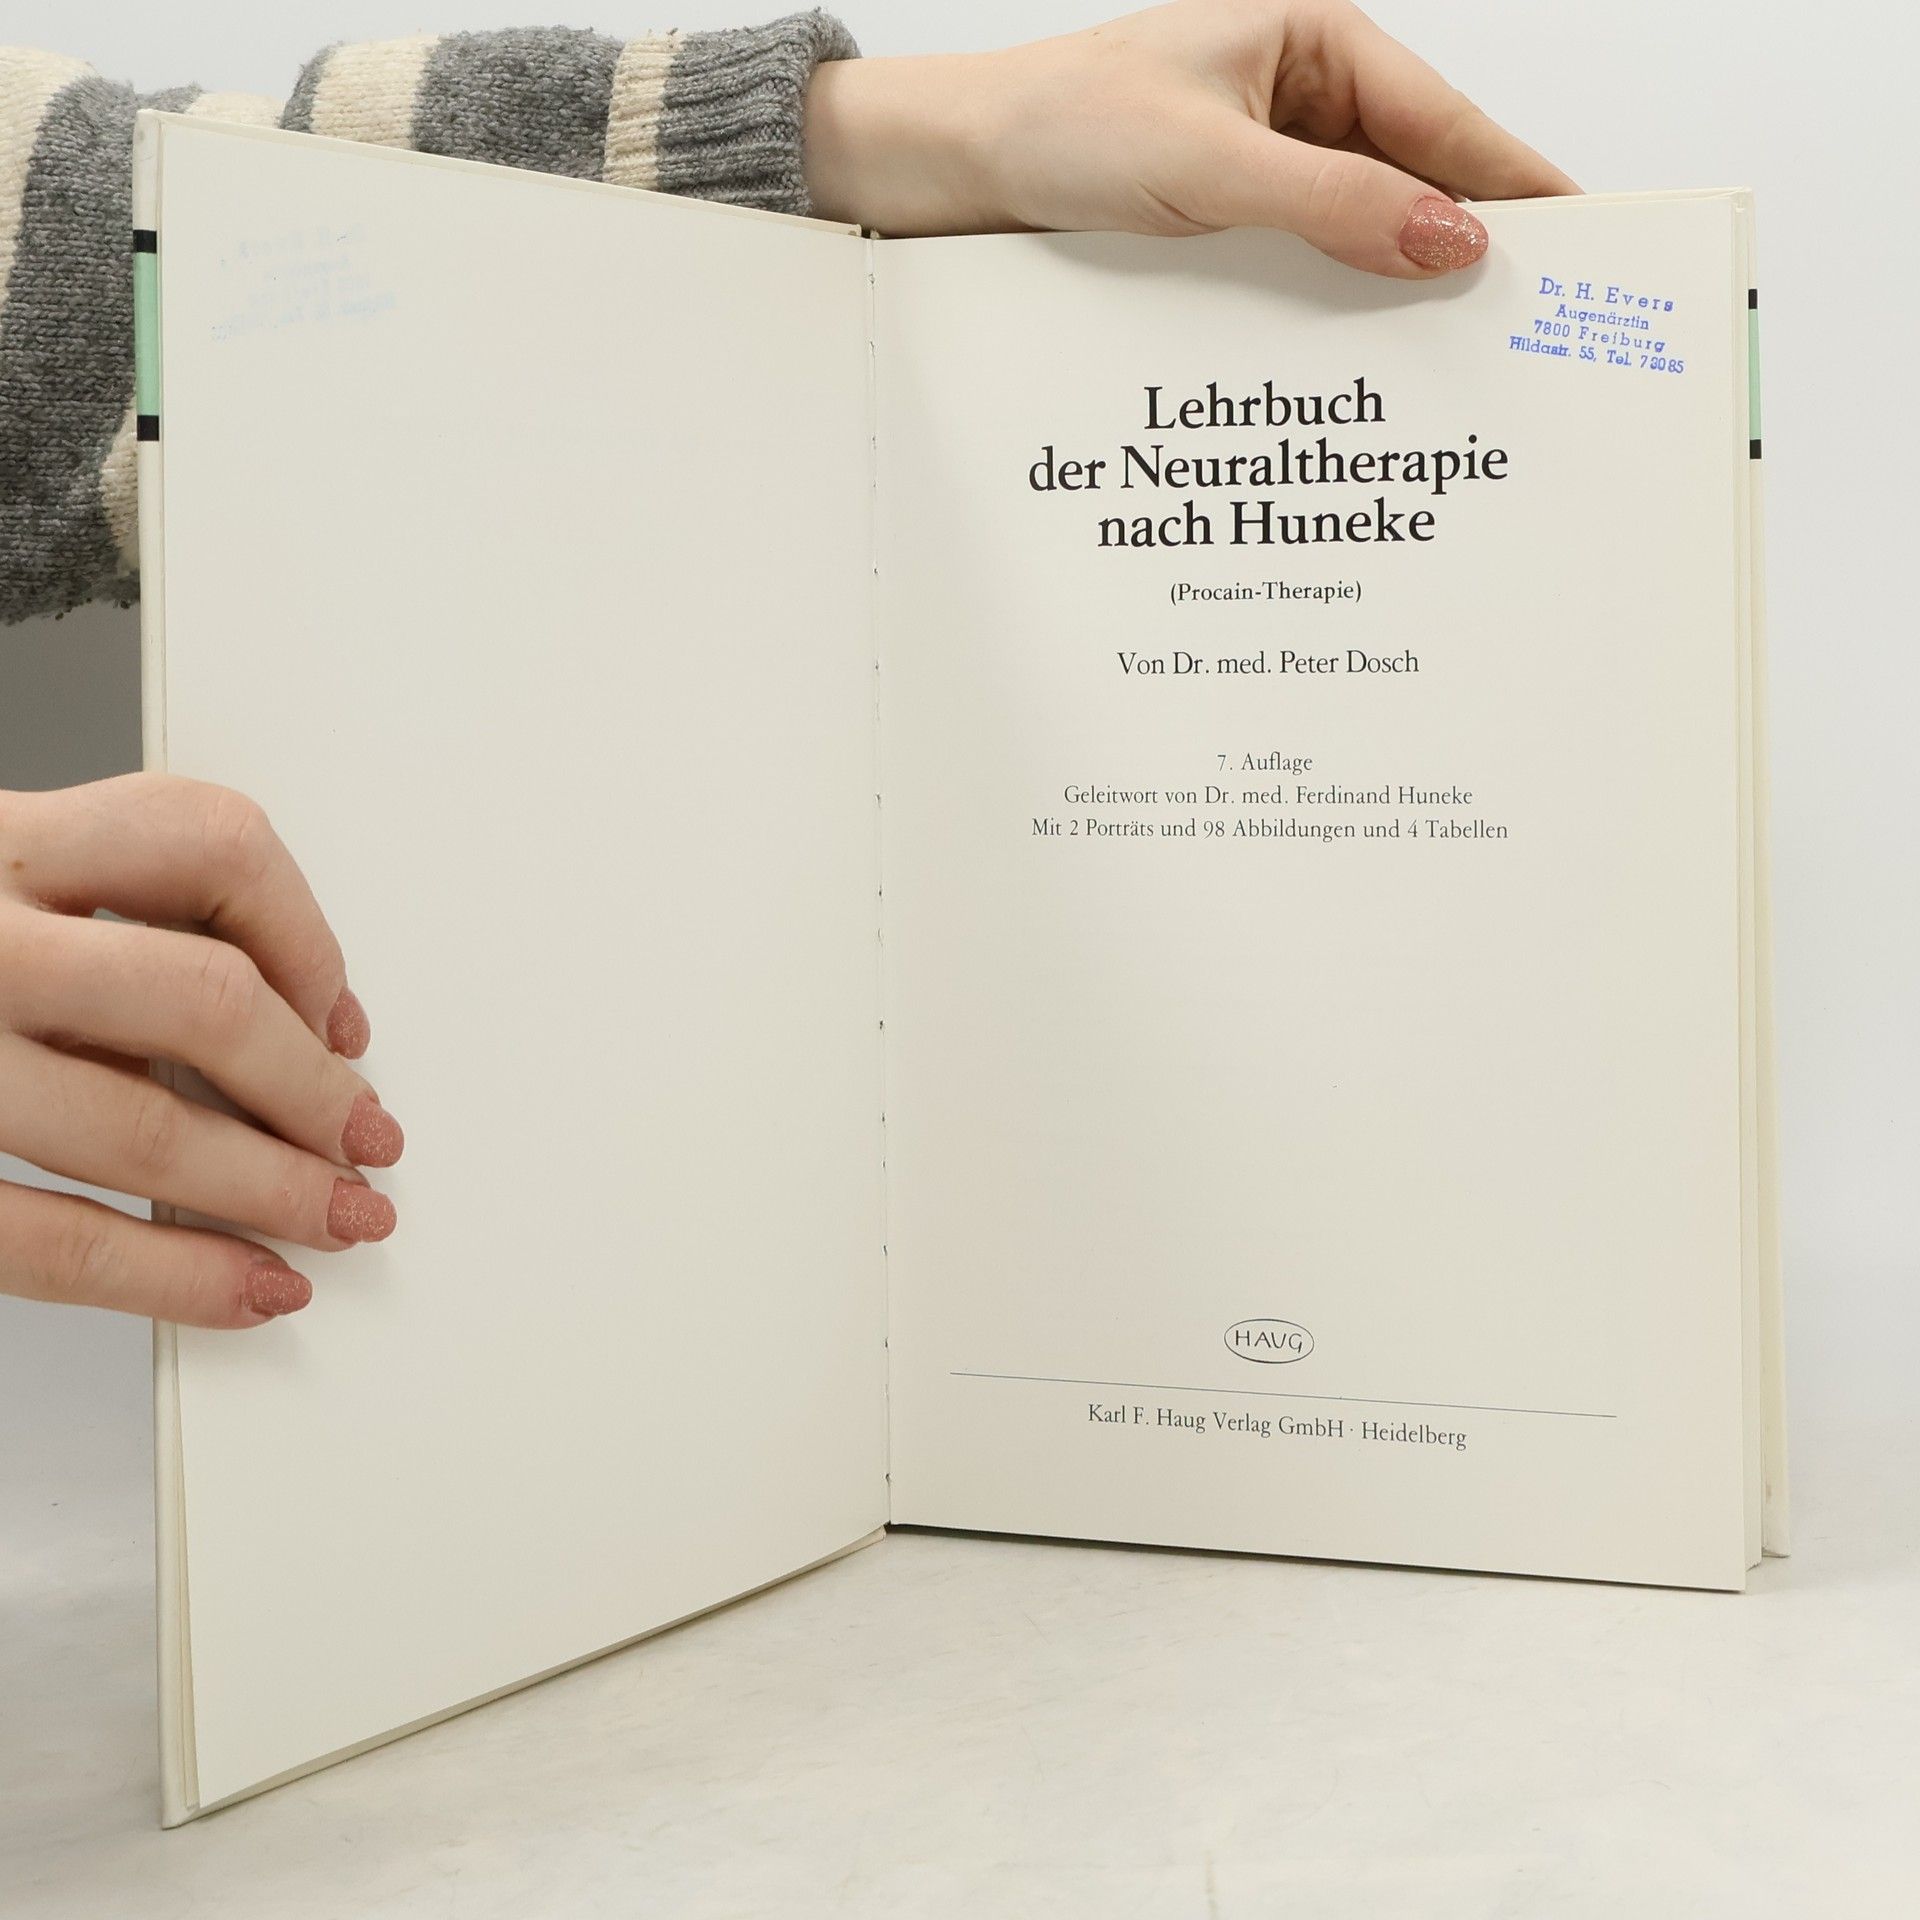 Dr. H. Evers
Augenärztin
7800 Freiburg
Hildastr. 55, Tel. 73085
Lehrbuch
der Neuraltherapie
nach Huneke
(Procain-Therapie)
Von Dr. med. Peter Dosch
7. Auflage
Geleitwort von Dr. med. Ferdinand Huneke
Mit 2 Porträts und 98 Abbildungen und 4 Tabellen
HAUG
Karl F. Haug Verlag GmbH · Heidelberg